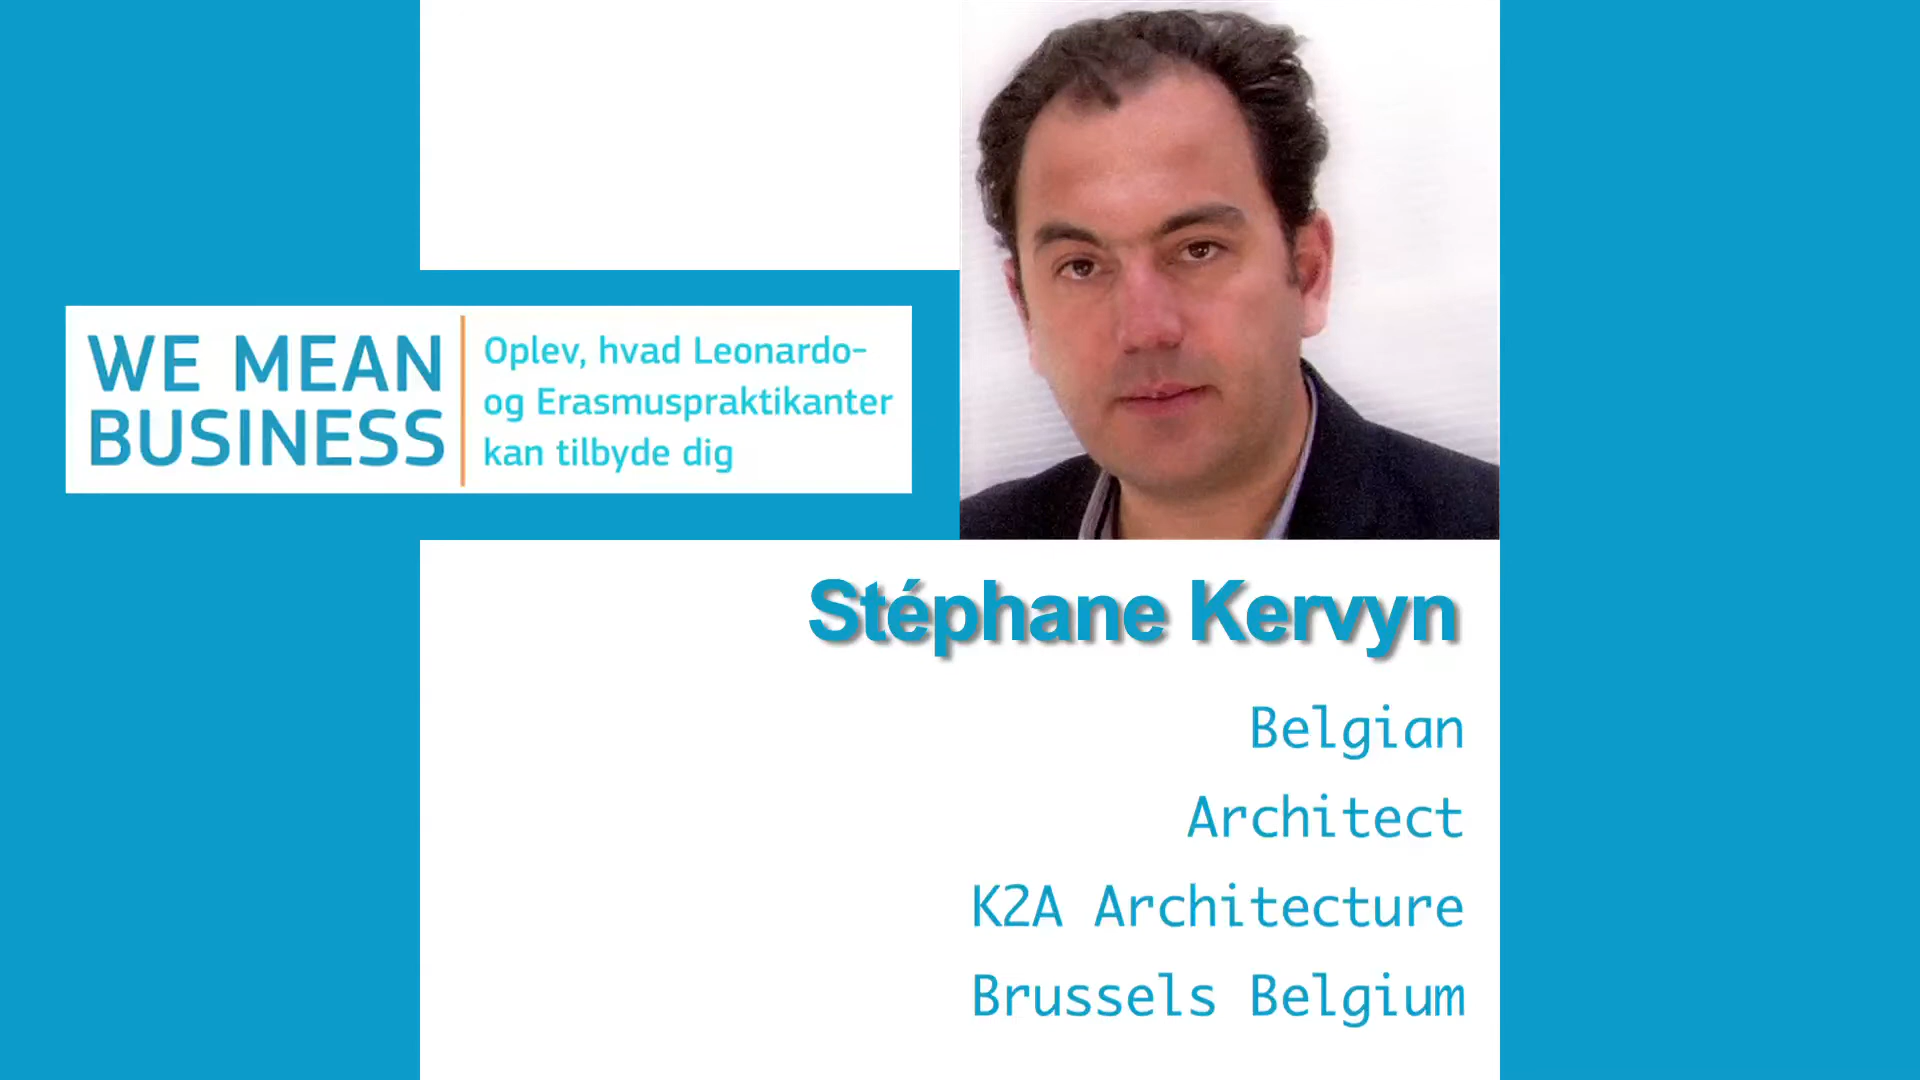 WE MEAN
BUSINESS
Oplev, hvad Leonardo-
og Erasmuspraktikanter
kan tilbyde dig
Stéphane Kervyn
Belgian
Architect
K2A Architecture
Brussels Belgium